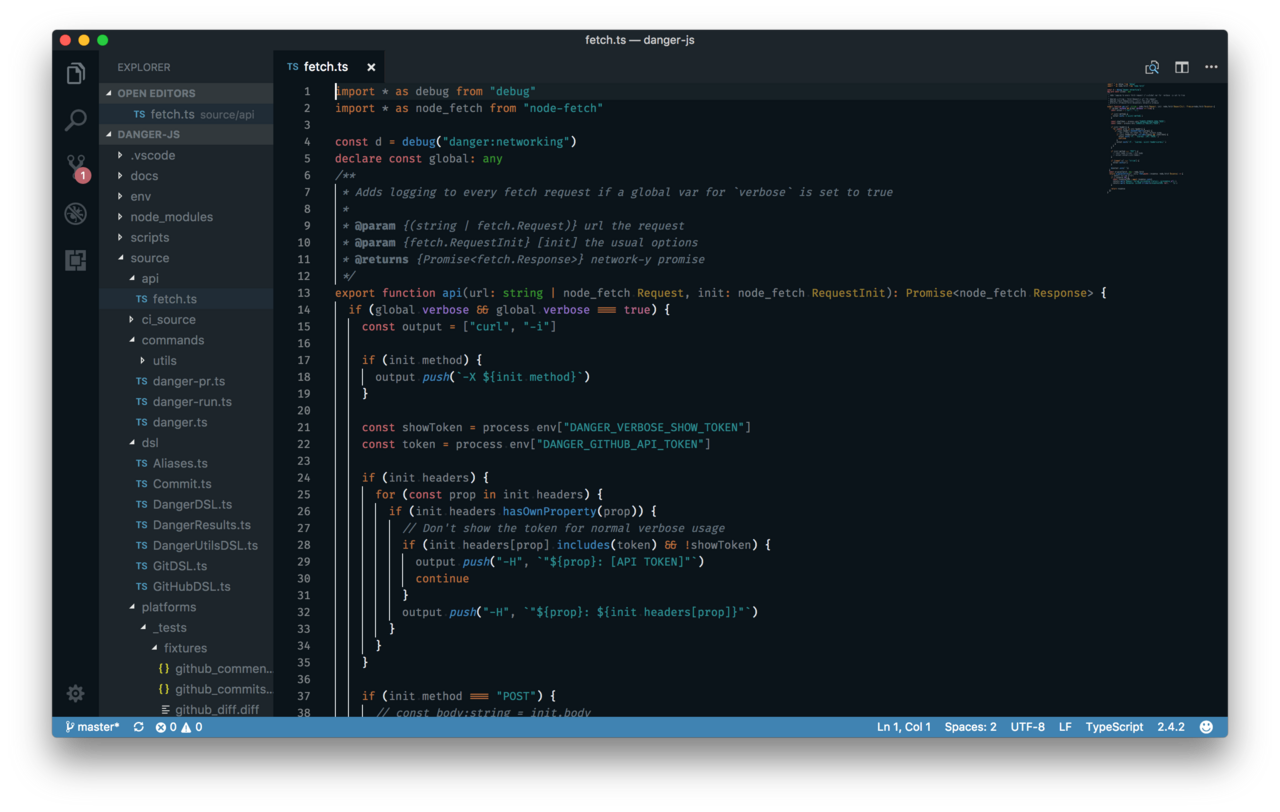 fetch.ts — danger-js
EXPLORER
OPEN EDITORS
TS fetch.ts source/api
DANGER-JS
.vscode
docs
env
node_modules
scripts
source
api
TS fetch.ts
ci_source
commands
utils
TS danger-pr.ts
TS danger-run.ts
TS danger.ts
dsl
TS Aliases.ts
TS Commit.ts
TS DangerDSL.ts
TS DangerResults.ts
TS DangerUtilsDSL.ts
TS GitDSL.ts
TS GitHubDSL.ts
platforms
_tests
fixtures
{} github_commen...
{} github_commits...
github_diff.diff
1
TS fetch.ts ×
1 import * as debug from "debug"
2 import * as node_fetch from "node-fetch"
3
4 const d = debug("danger:networking")
5 declare const global: any
6 /**
7 * Adds logging to every fetch request if a global var for `verbose` is set to true
8 *
9 * @param {(string | fetch.Request)} url the request
10 * @param {fetch.RequestInit} [init] the usual options
11 * @returns {Promise<fetch.Response>} network-y promise
12 */
13 export function api(url: string | node_fetch Request, init: node_fetch RequestInit): Promise<node_fetch Response> {
14 if (global verbose && global verbose === true) {
15 const output = ["curl", "-i"]
16
17 if (init method) {
18 output push(`-X ${init method}`)
19 }
20
21 const showToken = process env["DANGER_VERBOSE_SHOW_TOKEN"]
22 const token = process env["DANGER_GITHUB_API_TOKEN"]
23
24 if (init headers) {
25 for (const prop in init headers) {
26 if (init headers hasOwnProperty(prop)) {
27 // Don't show the token for normal verbose usage
28 if (init headers[prop] includes(token) && !showToken) {
29 output push("-H", `"${prop}: [API TOKEN]"`)
30 continue
31 }
32 output push("-H", `"${prop}: ${init headers[prop]}"`)
33 }
34 }
35 }
36
37 if (init method === "POST") {
38 // const body:string = init.body
master* 0 0 Ln 1, Col 1 Spaces: 2 UTF-8 LF TypeScript 2.4.2